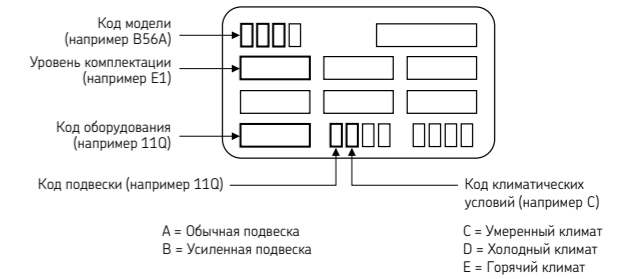 Код модели
(например B56A)
Уровень комплектации
(например E1)
Код оборудования
(например 11Q)
Код подвески (например 11Q)
Код климатических
условий (например C)
A = Обычная подвеска
B = Усиленная подвеска
C = Умеренный климат
D = Холодный климат
E = Горячий климат